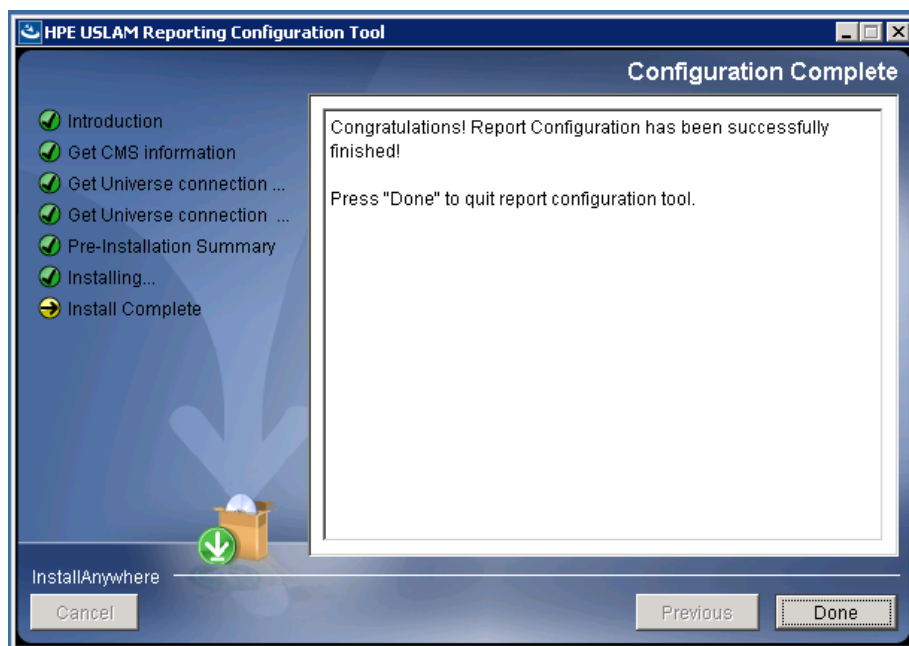 HPE USLAM Reporting Configuration Tool
Configuration Complete
Introduction
Get CMS information
Get Universe connection ...
Get Universe connection ...
Pre-Installation Summary
Installing...
Install Complete
Congratulations! Report Configuration has been successfully
finished!
Press "Done" to quit report configuration tool.
InstallAnywhere
Cancel
Previous
Done